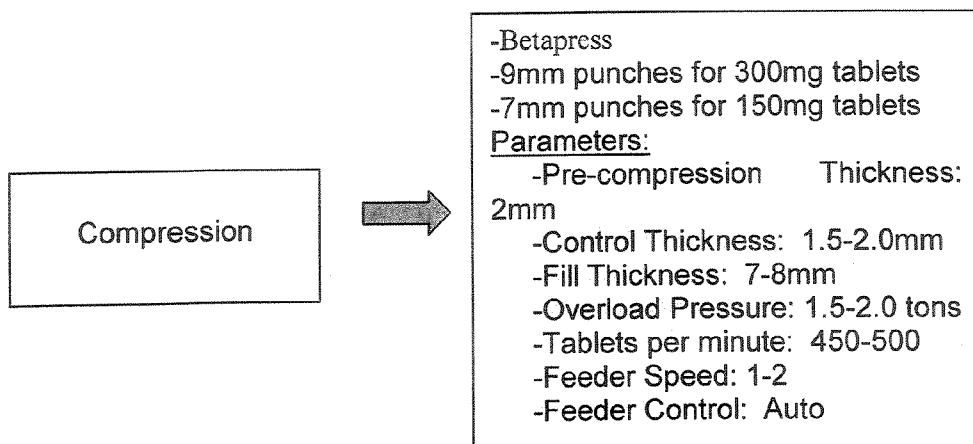 Compression
-Betapress
-9mm punches for 300mg tablets
-7mm punches for 150mg tablets
Parameters:
-Pre-compression Thickness:
2mm
-Control Thickness: 1.5-2.0mm
-Fill Thickness: 7-8mm
-Overload Pressure: 1.5-2.0 tons
-Tablets per minute: 450-500
-Feeder Speed: 1-2
-Feeder Control: Auto